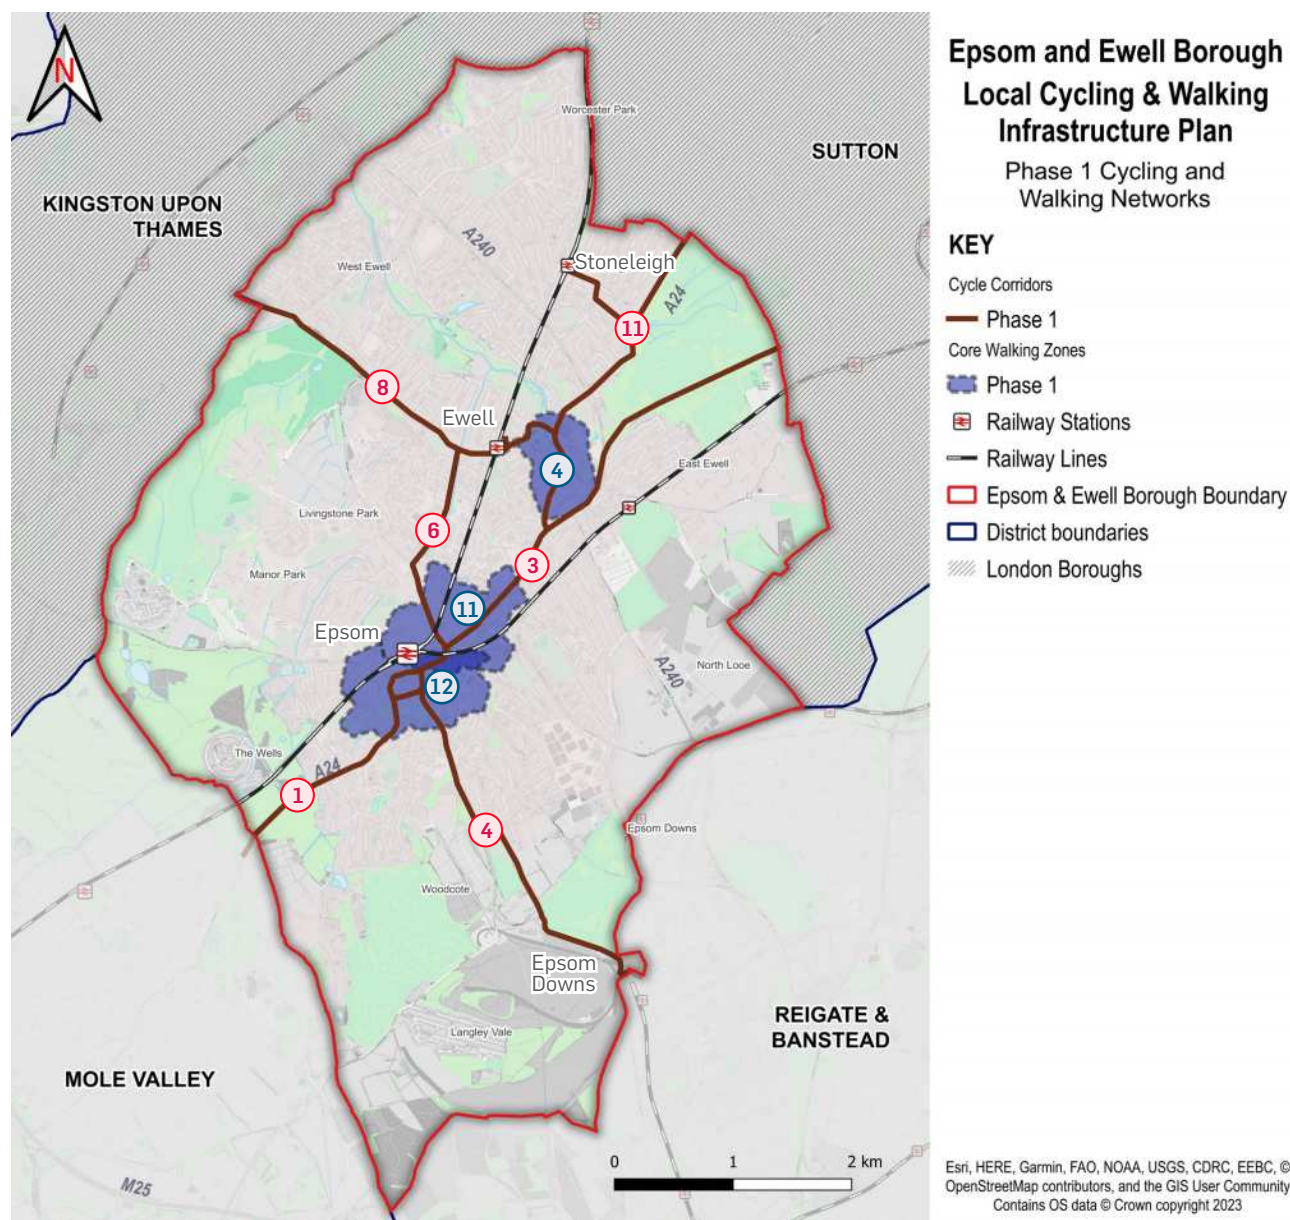 N
Worcester Park
SUTTON
KINGSTON UPON
THAMES
A240
West Ewell
Stoneleigh
A24
11
8
Ewell
4
East Ewell
Livingstone Park
6
3
Manor Park
11
Epsom
12
North Looe
A240
The Wells
A24
1
4
Epsom Downs
Woodcote
Epsom
Downs
Langley Vale
REIGATE &
BANSTEAD
MOLE VALLEY
M25
0 1 2 km
Epsom and Ewell Borough
Local Cycling & Walking
Infrastructure Plan
Phase 1 Cycling and
Walking Networks
KEY
Cycle Corridors
Phase 1
Core Walking Zones
Phase 1
Railway Stations
Railway Lines
Epsom & Ewell Borough Boundary
District boundaries
London Boroughs
Esri, HERE, Garmin, FAO, NOAA, USGS, CDRC, EEBC, ©
OpenStreetMap contributors, and the GIS User Community
Contains OS data © Crown copyright 2023